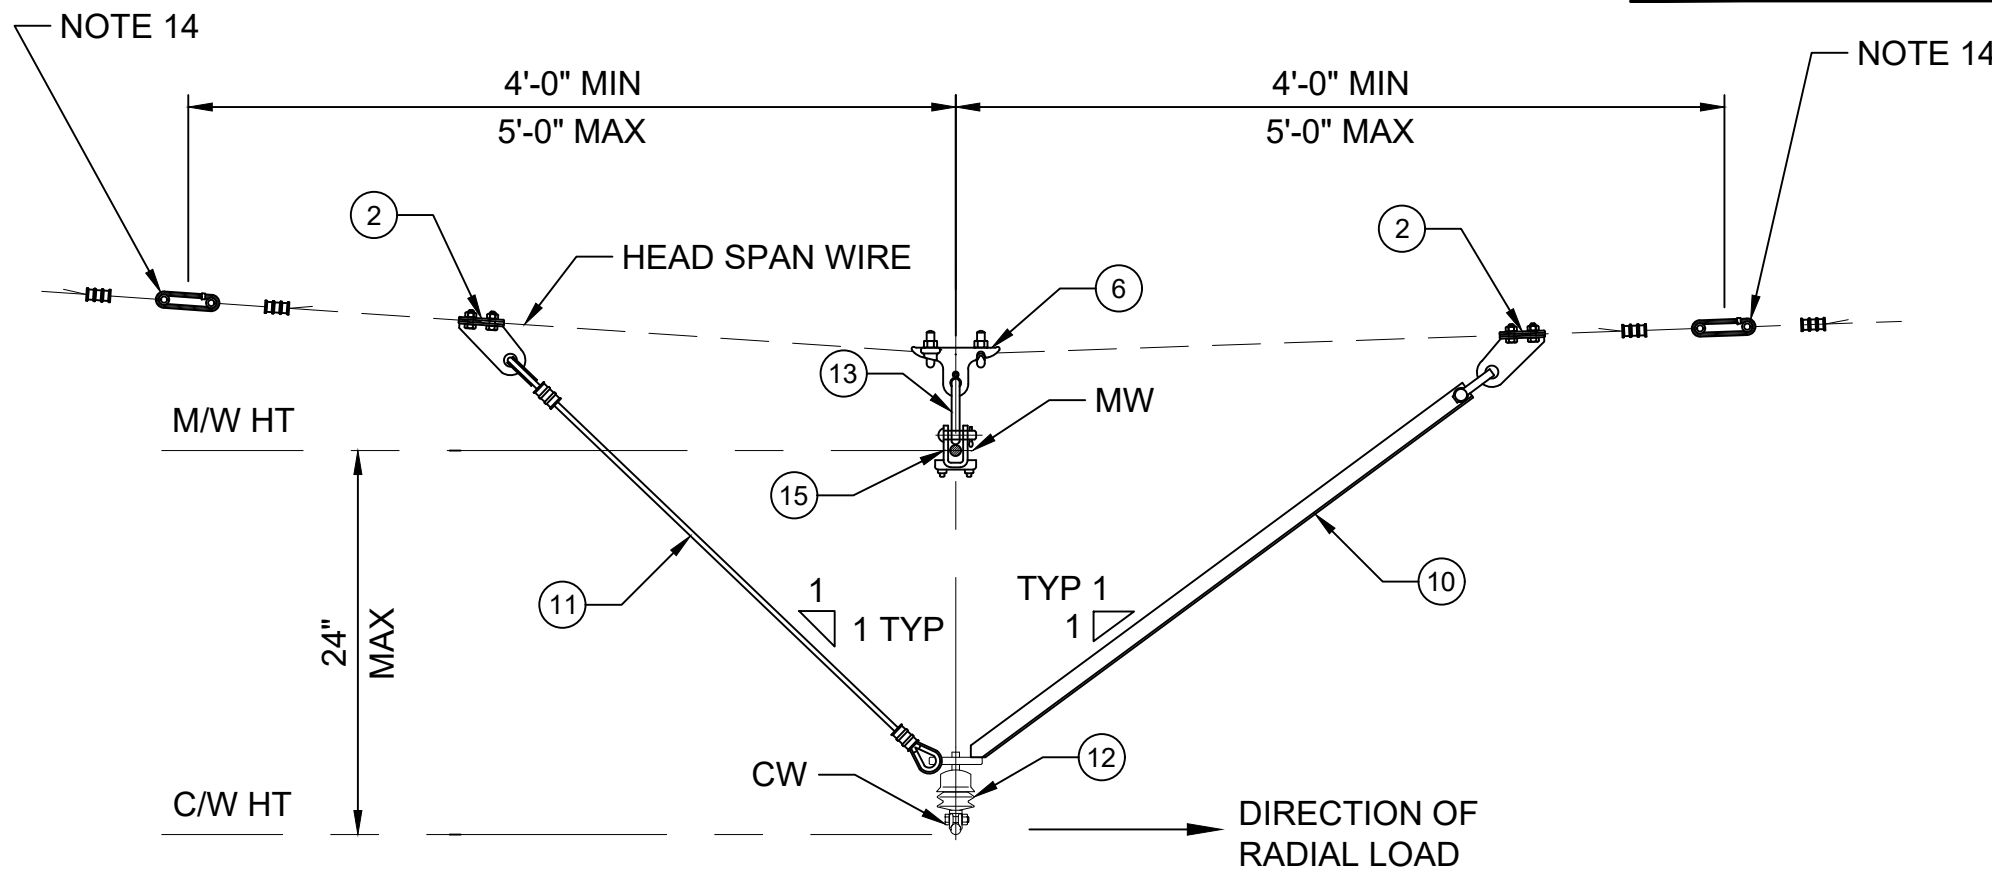 NOTE 14
NOTE 14
4'-0" MIN
5'-0" MAX
4'-0" MIN
5'-0" MAX
2
2
HEAD SPAN WIRE
6
13
M/W HT
MW
15
11
10
1
1 TYP
TYP 1
1
24"
MAX
12
CW
C/W HT
DIRECTION OF
RADIAL LOAD